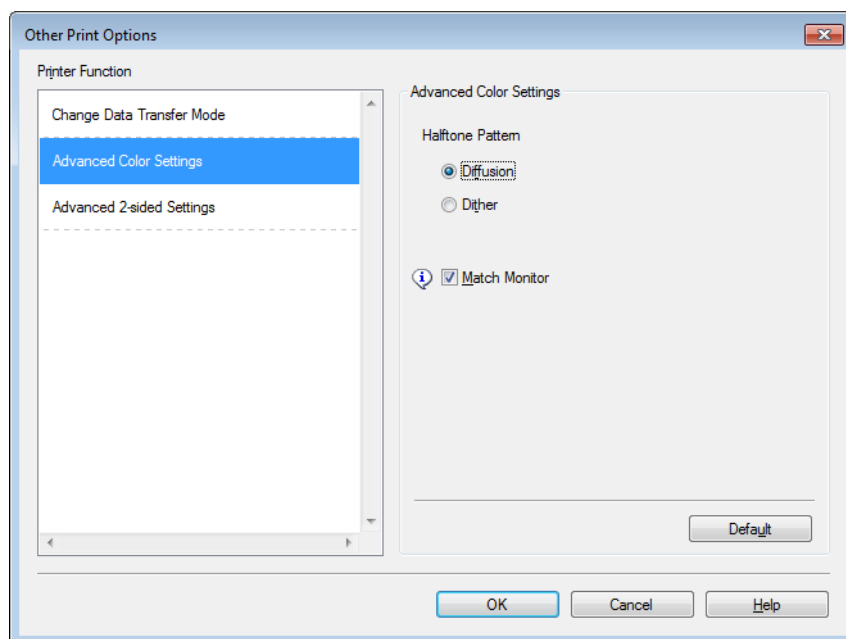 Other Print Options
Printer Function
Change Data Transfer Mode
Advanced Color Settings
Advanced 2-sided Settings
Advanced Color Settings
Halftone Pattern
Diffusion
Dither
Match Monitor
Default
OK
Cancel
Help